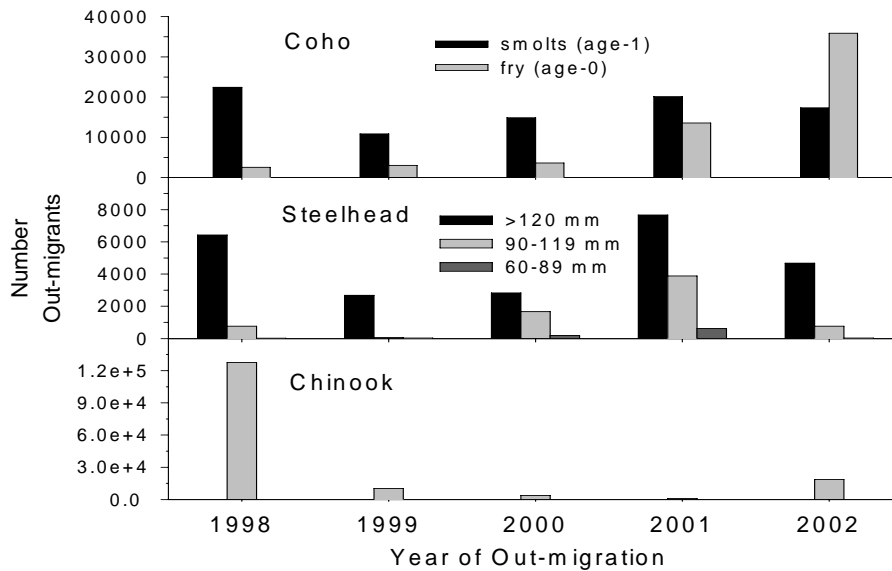 Number
Out-migrants
40000
30000
20000
10000
0
Coho
smolts (age-1)
fry (age-0)
8000
6000
4000
2000
0
Steelhead
>120 mm
90-119 mm
60-89 mm
1.2e+5
9.0e+4
6.0e+4
3.0e+4
0.0
Chinook
1998 1999 2000 2001 2002
Year of Out-migration